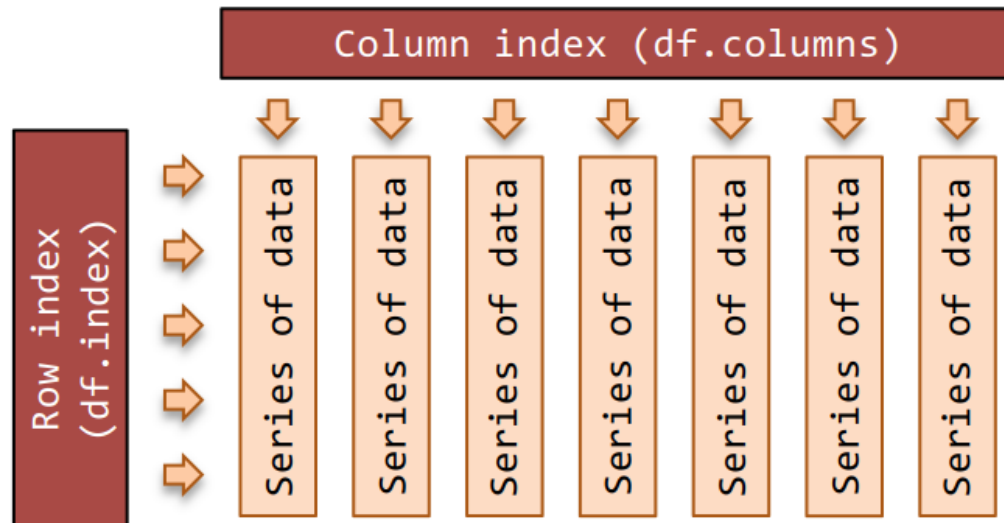 Column index (df.columns)
Row index
(df.index)
Series of data
Series of data
Series of data
Series of data
Series of data
Series of data
Series of data